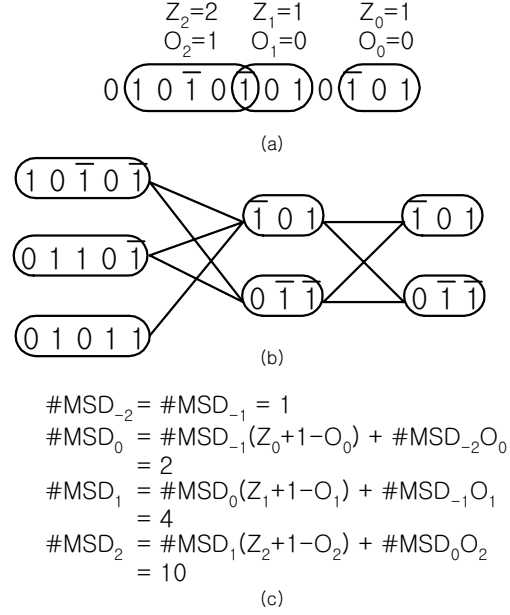 Z₂=2 Z₁=1 Z₀=1
O₂=1 O₁=0 O₀=0
0 1 0 1̅ 0 1̅ 0 1 0 1̅ 0 1
(a)
1 0 1̅ 0 1̅
1̅ 0 1 1̅ 0 1
0 1 1 0 1̅
0 1̅ 1̅ 0 1̅ 1̅
0 1 0 1 1
(b)
#MSD₋₂ = #MSD₋₁ = 1
#MSD₀ = #MSD₋₁(Z₀+1-O₀) + #MSD₋₂O₀
= 2
#MSD₁ = #MSD₀(Z₁+1-O₁) + #MSD₋₁O₁
= 4
#MSD₂ = #MSD₁(Z₂+1-O₂) + #MSD₀O₂
= 10
(c)